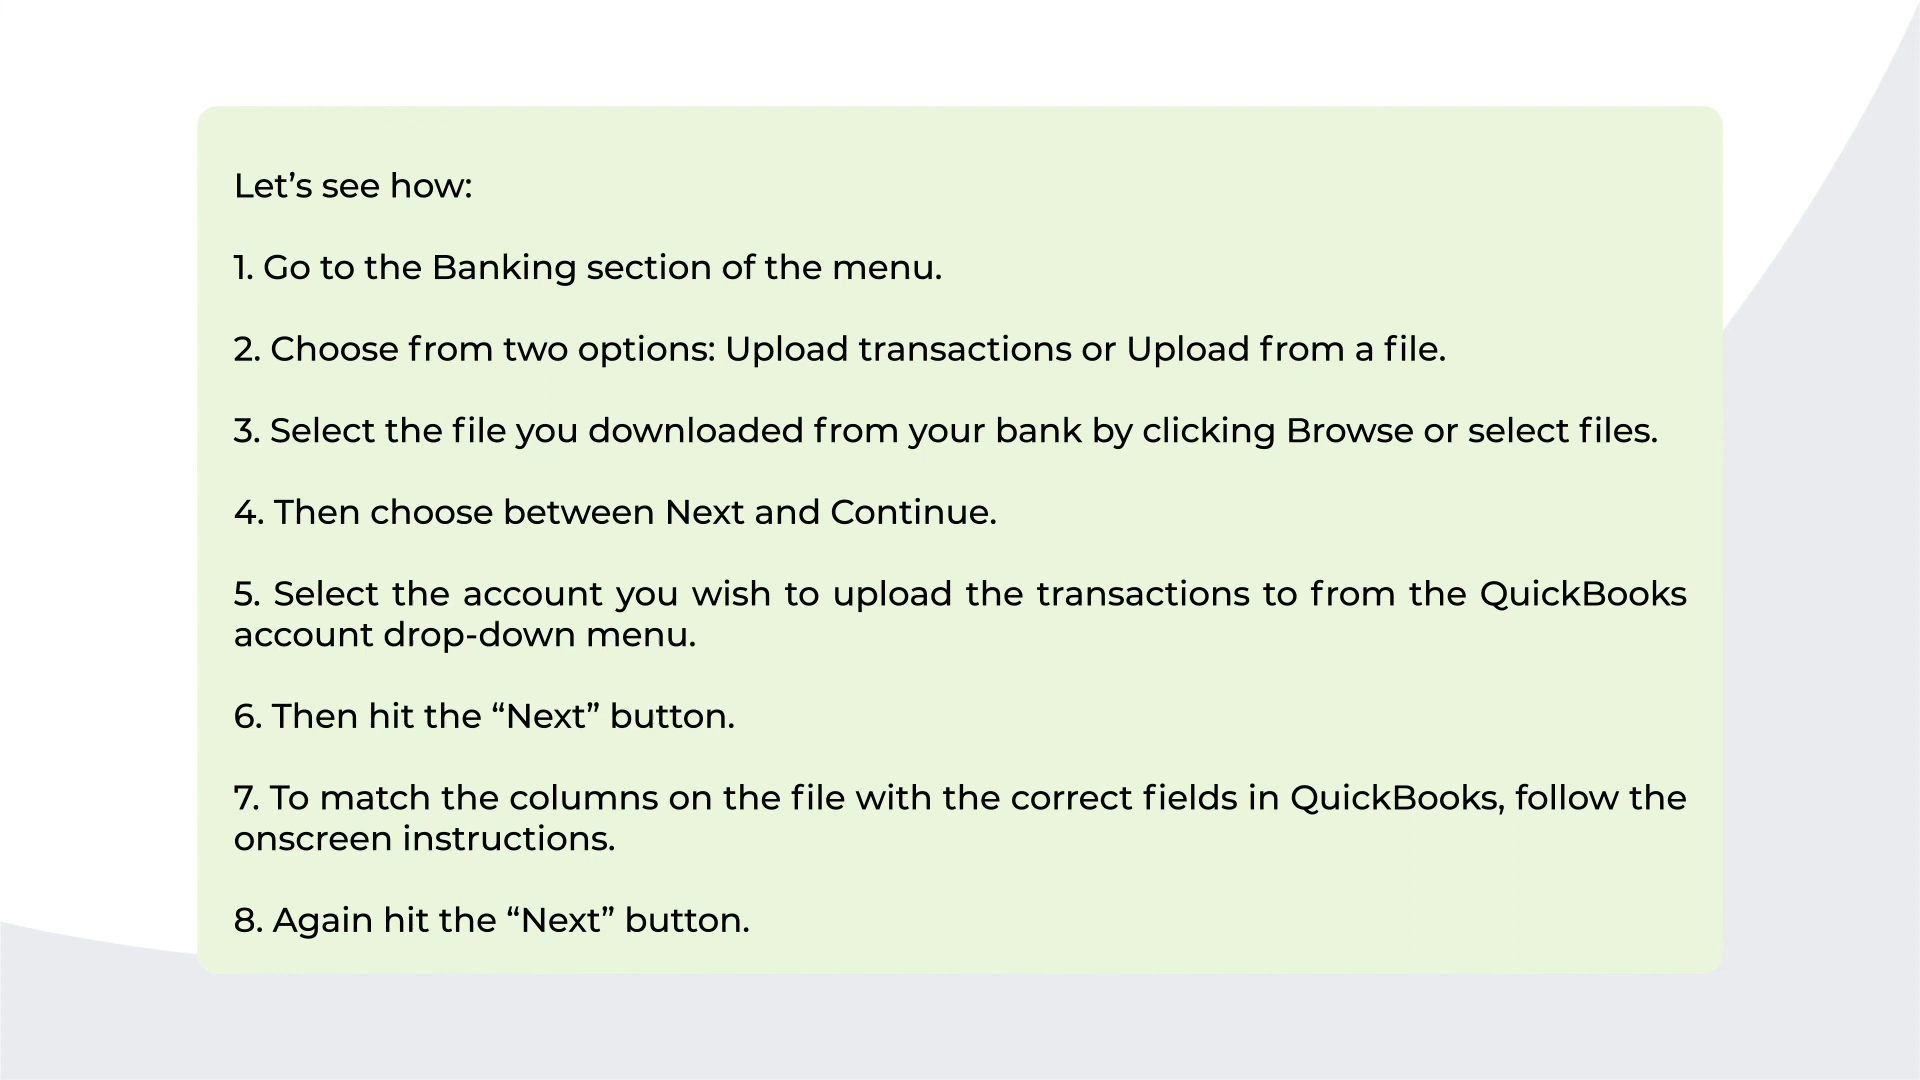 Let’s see how:
1. Go to the Banking section of the menu.
2. Choose from two options: Upload transactions or Upload from a file.
3. Select the file you downloaded from your bank by clicking Browse or select files.
4. Then choose between Next and Continue.
5. Select the account you wish to upload the transactions to from the QuickBooks
account drop-down menu.
6. Then hit the “Next” button.
7. To match the columns on the file with the correct fields in QuickBooks, follow the
onscreen instructions.
8. Again hit the “Next” button.